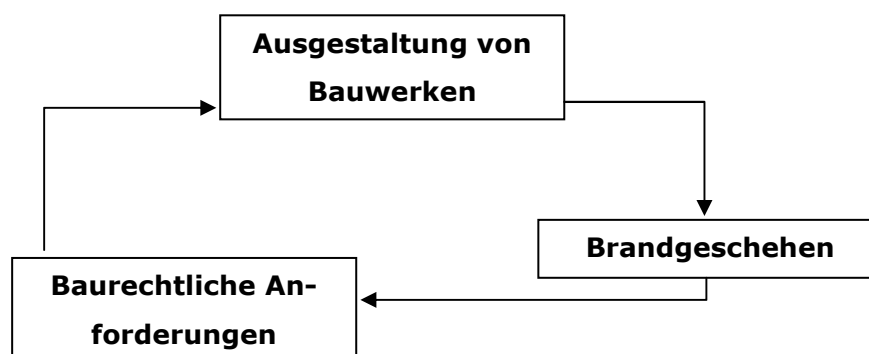 Ausgestaltung von
Bauwerken
Brandgeschehen
Baurechtliche An-
forderungen